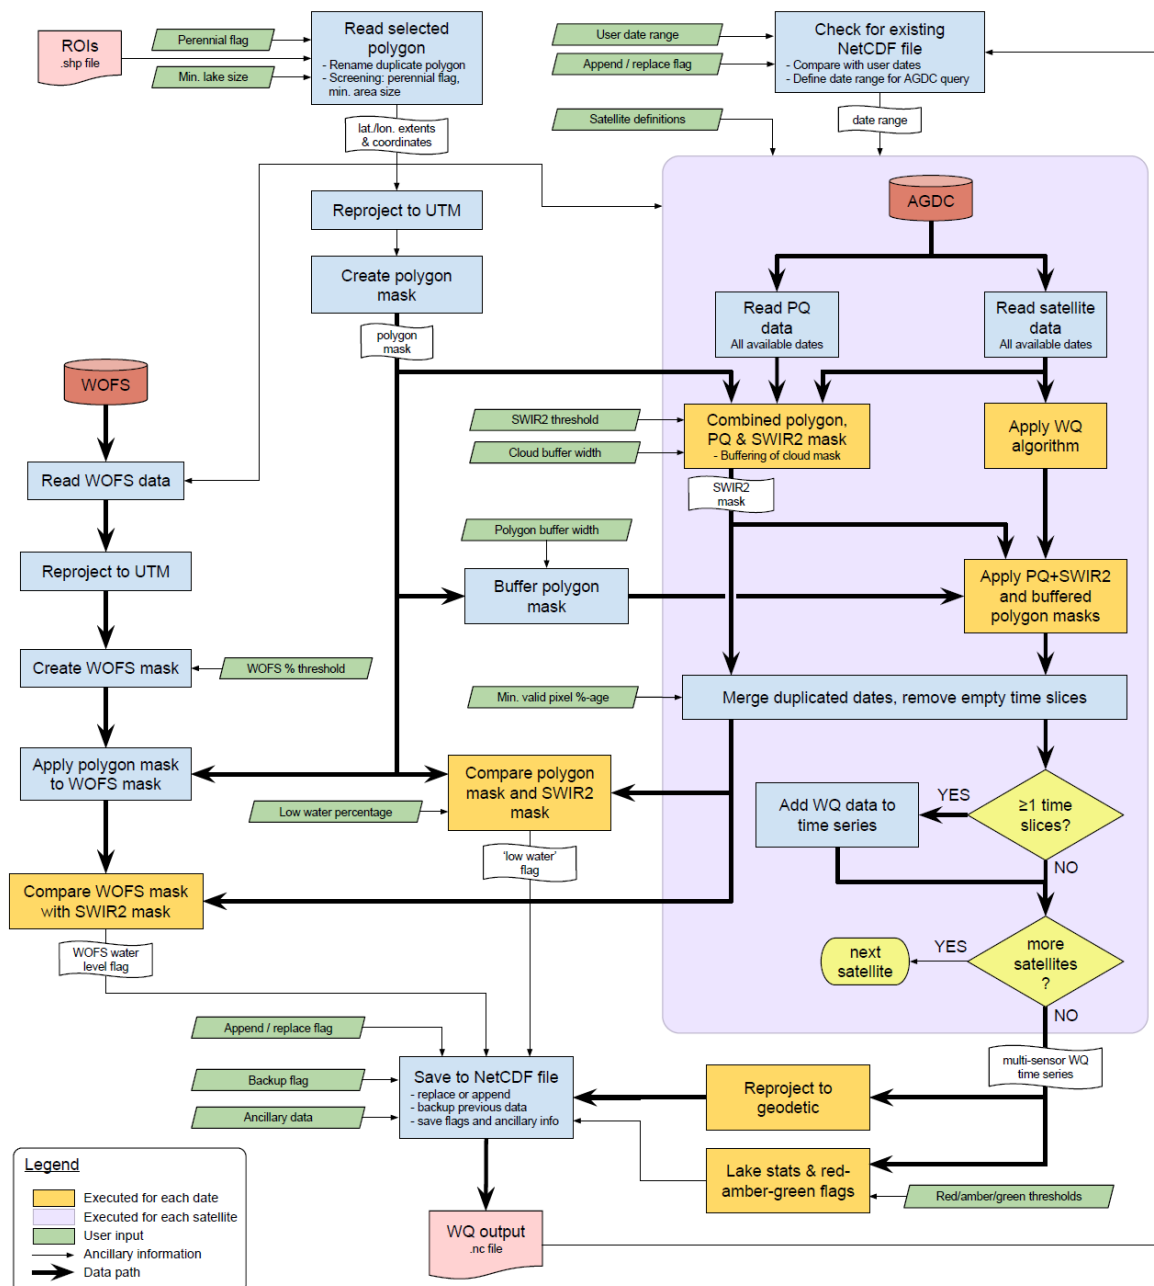 ROIs
.shp file
Perennial flag
Min. lake size
Read selected
polygon
- Rename duplicate polygon
- Screening: perennial flag,
min. area size
User date range
Append / replace flag
Check for existing
NetCDF file
- Compare with user dates
- Define date range for AGDC query
lat./lon. extents
& coordinates
Satellite definitions
date range
Reproject to UTM
AGDC
Create polygon
mask
Read PQ
data
All available dates
Read satellite
data
All available dates
polygon
mask
WOFS
SWIR2 threshold
Cloud buffer width
Combined polygon,
PQ & SWIR2 mask
- Buffering of cloud mask
Apply WQ
algorithm
Read WOFS data
SWIR2
mask
Polygon buffer width
Reproject to UTM
Buffer polygon
mask
Apply PQ+SWIR2
and buffered
polygon masks
Create WOFS mask
WOFS % threshold
Min. valid pixel %-age
Merge duplicated dates, remove empty time slices
Apply polygon mask
to WOFS mask
Compare polygon
mask and SWIR2
mask
Low water percentage
Add WQ data to
time series
YES
≥1 time
slices?
NO
'low water'
flag
Compare WOFS mask
with SWIR2 mask
WOFS water
level flag
next
satellite
YES
more
satellites
?
NO
Append / replace flag
Backup flag
Ancillary data
Save to NetCDF file
- replace or append
- backup previous data
- save flags and ancillary info
multi-sensor WQ
time series
Reproject to
geodetic
Lake stats & red-
amber-green flags
Red/amber/green thresholds
WQ output
.nc file
Legend
Executed for each date
Executed for each satellite
User input
Ancillary information
Data path